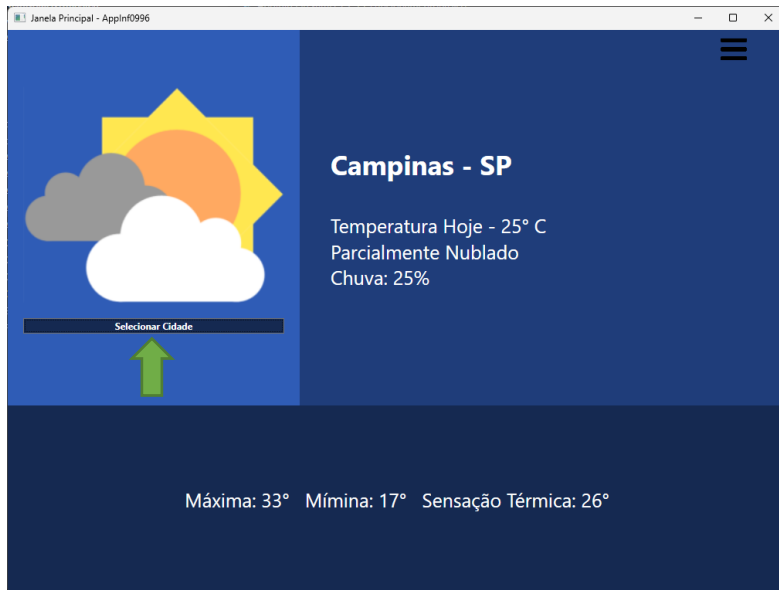 Janela Principal - AppInf0996
Campinas - SP
Temperatura Hoje - 25° C
Parcialmente Nublado
Chuva: 25%
Selecionar Cidade
Máxima: 33° Mímina: 17° Sensação Térmica: 26°